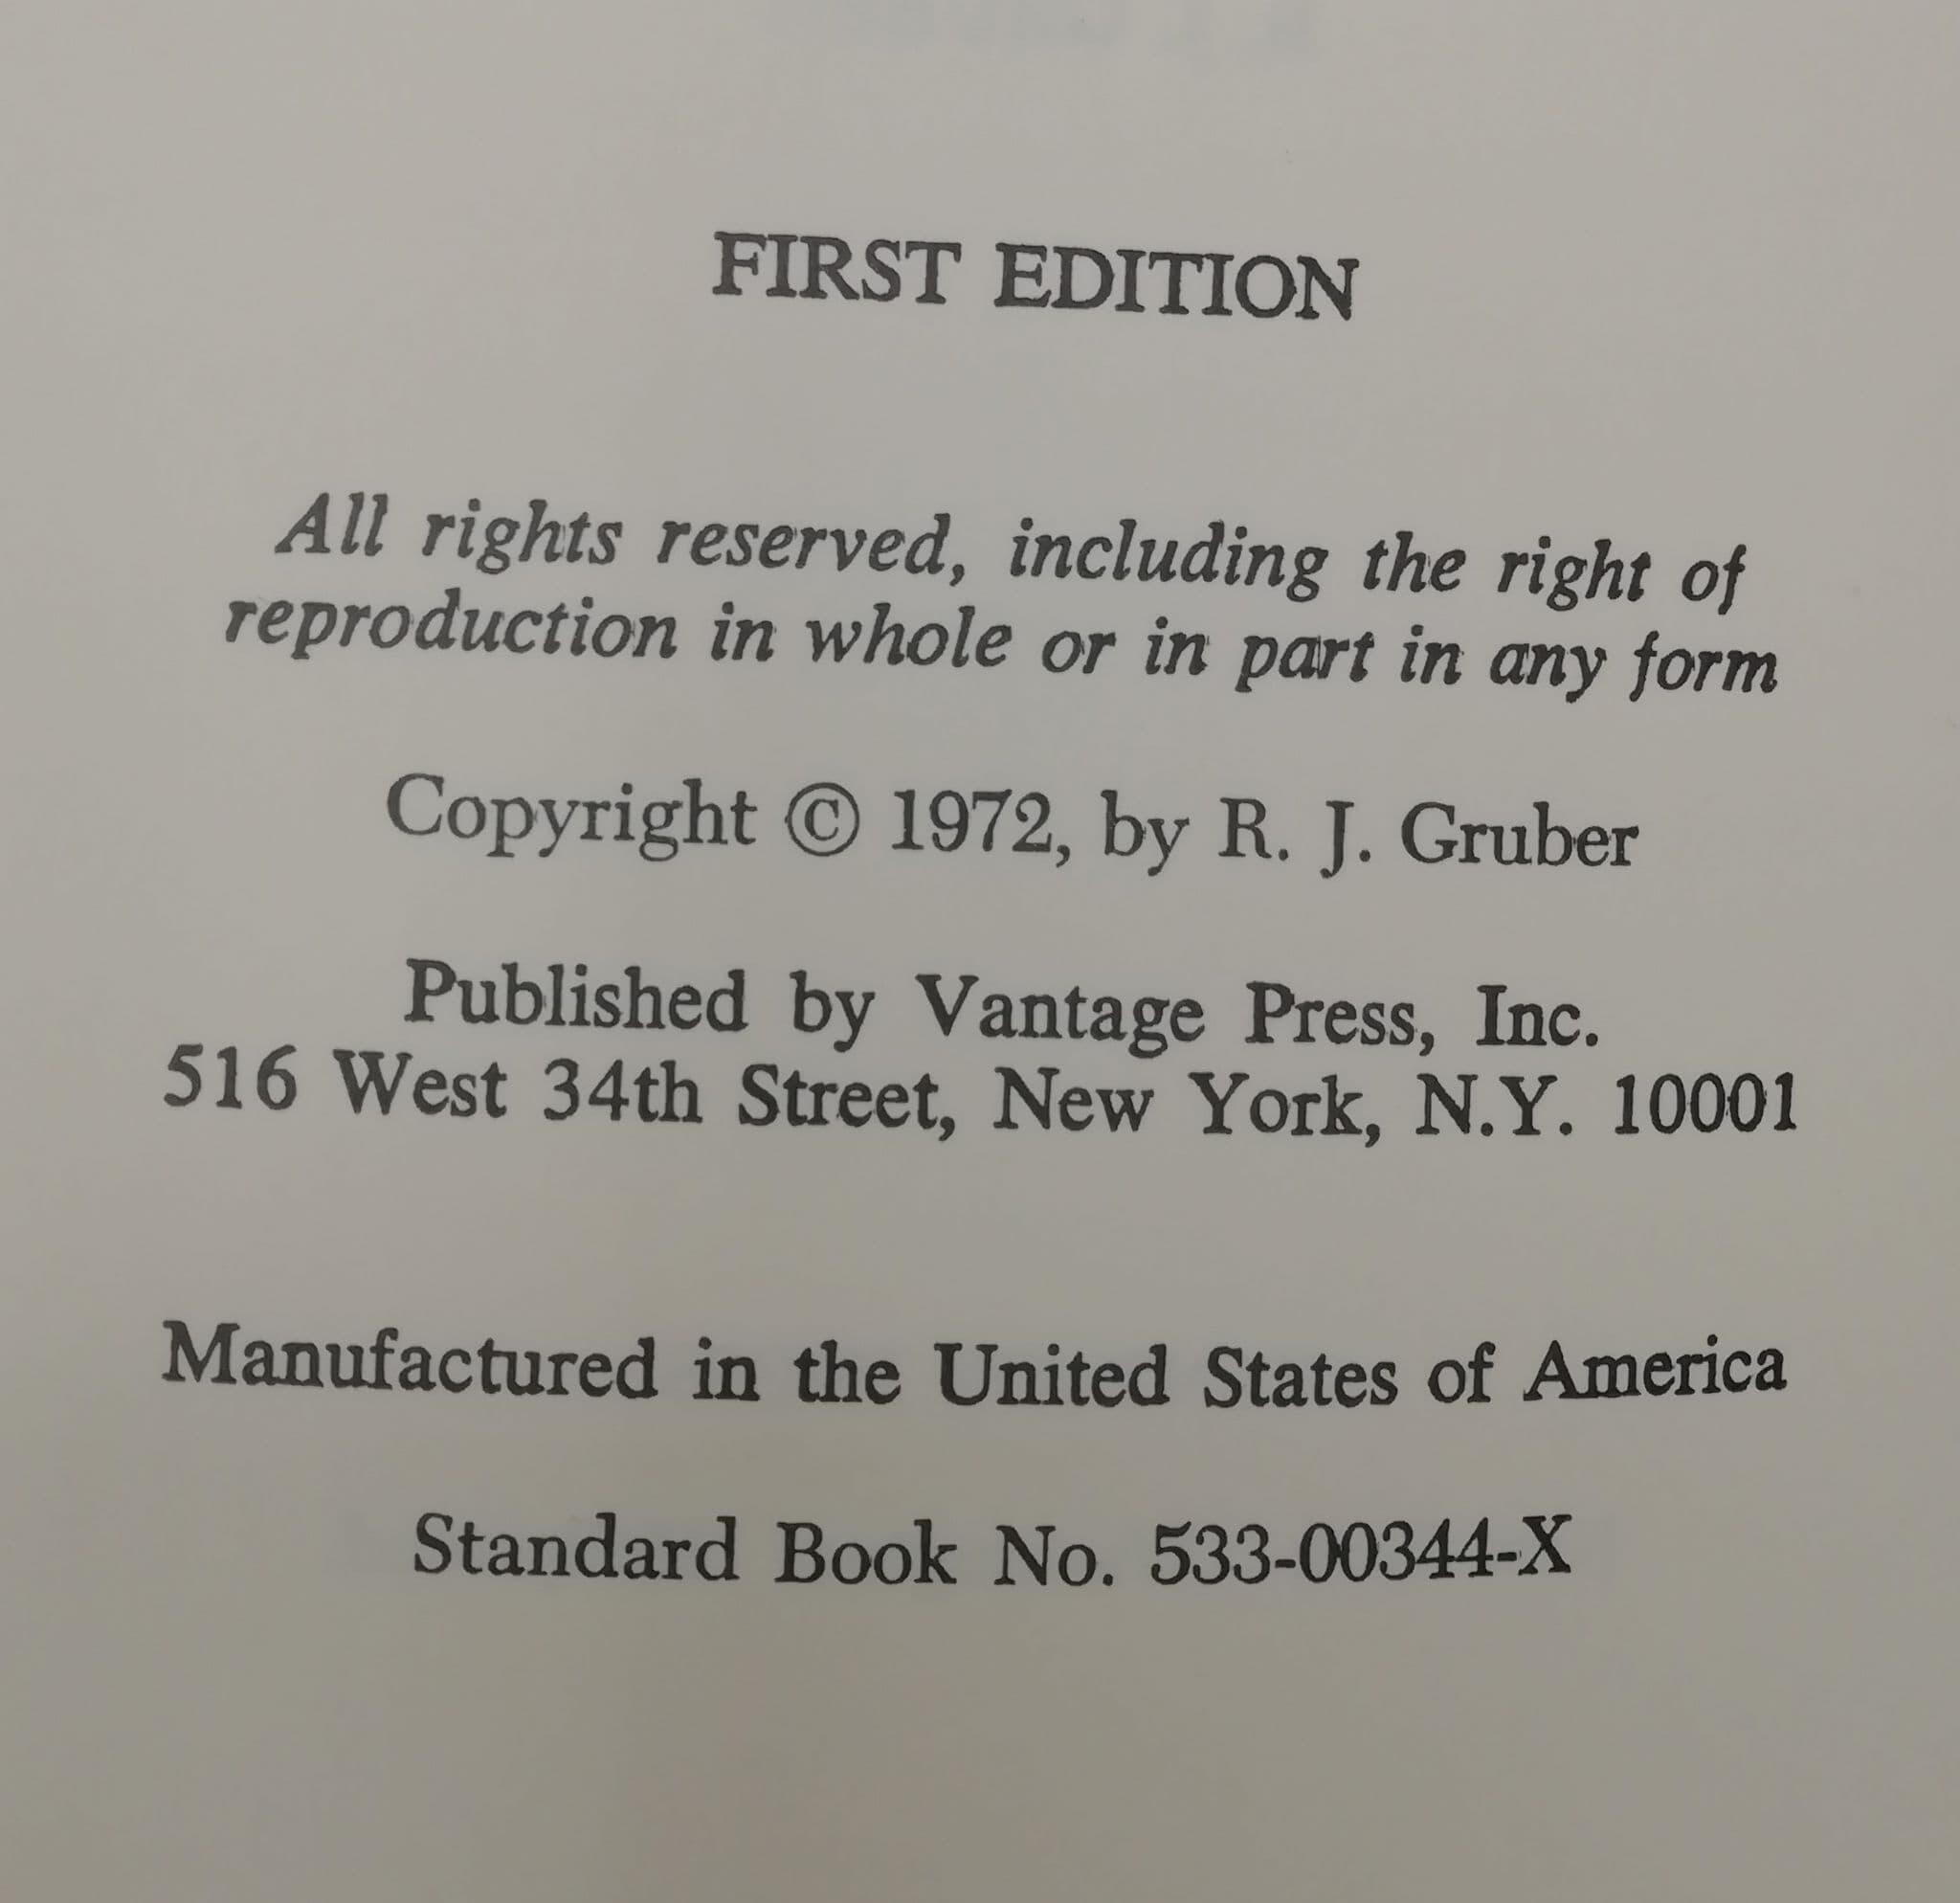 FIRST EDITION
All rights reserved, including the right of
reproduction in whole or in part in any form
Copyright © 1972, by R. J. Gruber
Published by Vantage Press, Inc.
516 West 34th Street, New York, N.Y. 10001
Manufactured in the United States of America
Standard Book No. 533-00344-X